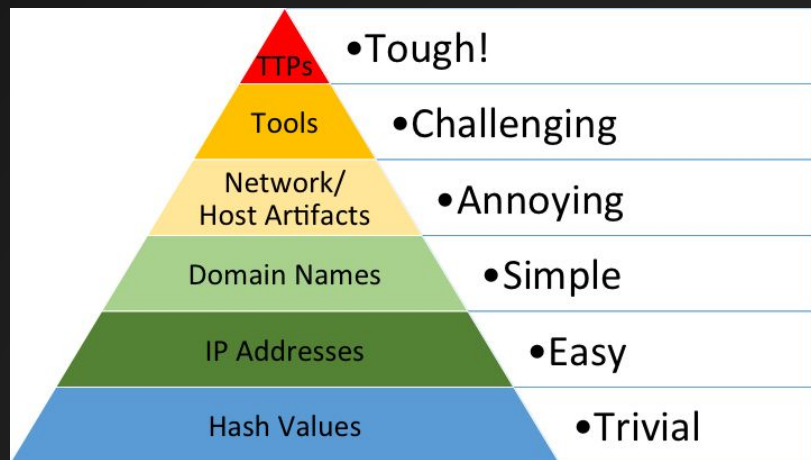 TTPs
•Tough!
Tools
•Challenging
Network/
Host Artifacts
•Annoying
Domain Names
•Simple
IP Addresses
•Easy
Hash Values
•Trivial